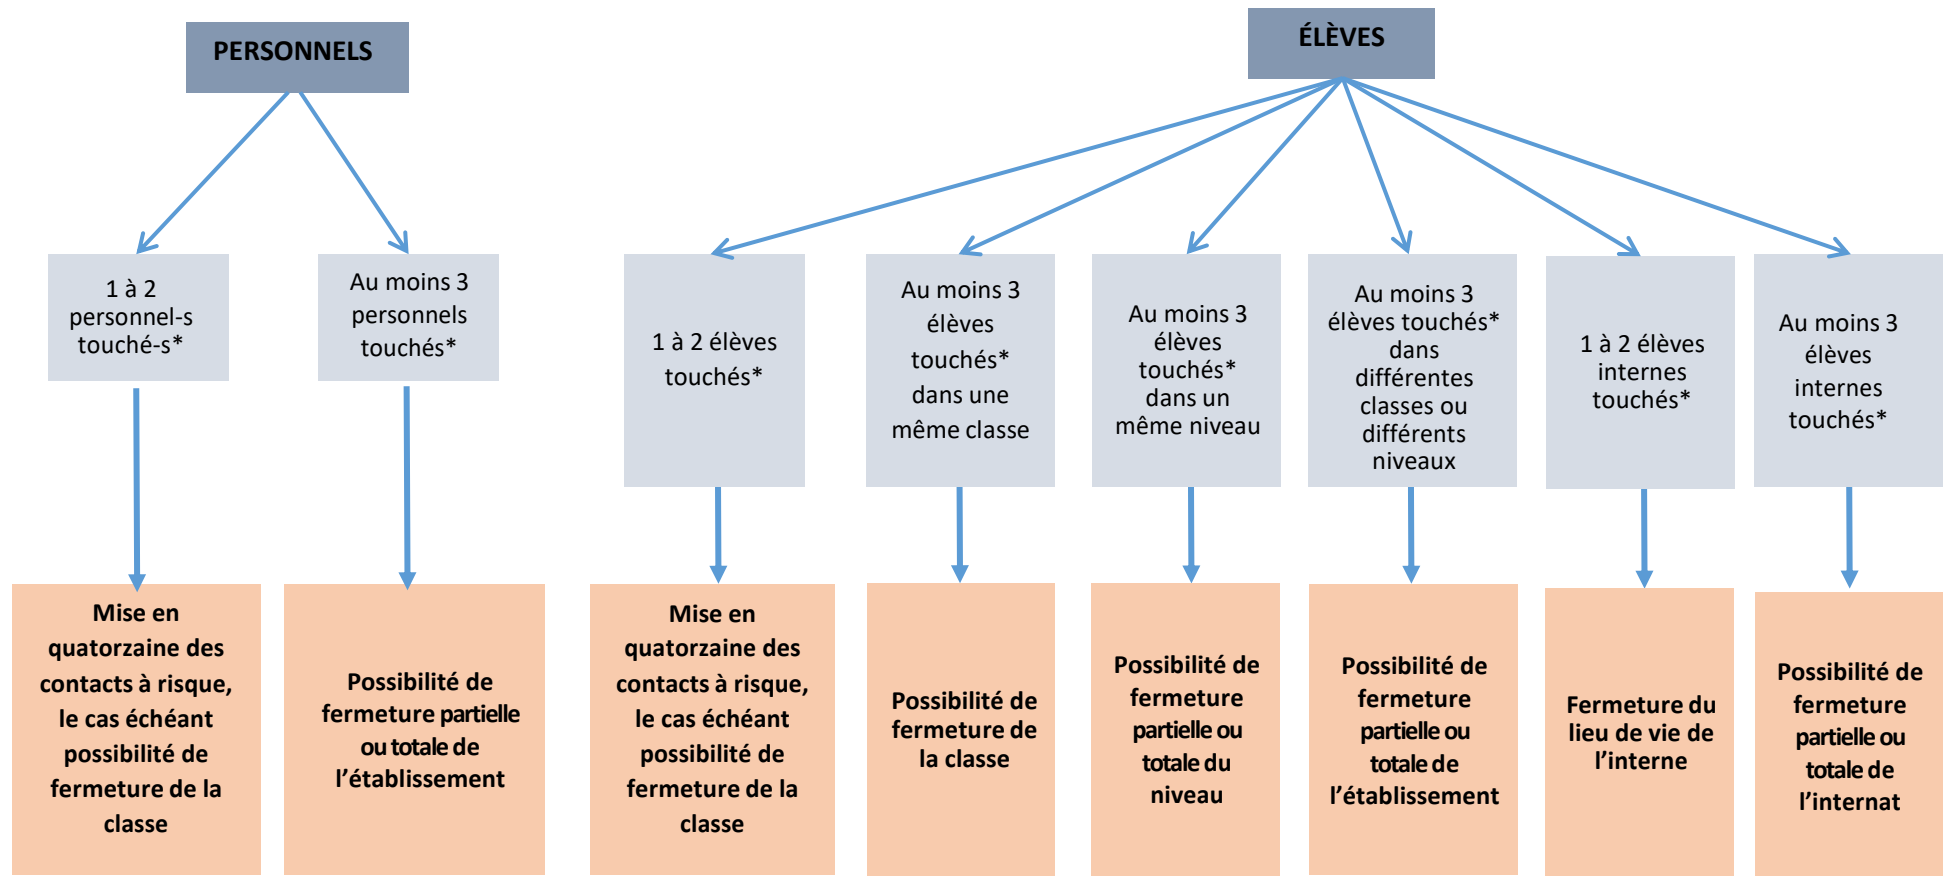 PERSONNELS
ÉLÈVES
1 à 2
personnel-s
touché-s*
Au moins 3
personnels
touchés*
1 à 2 élèves
touchés*
Au moins 3
élèves
touchés*
dans une
même classe
Au moins 3
élèves
touchés*
dans un
même niveau
Au moins 3
élèves touchés*
dans
différentes
classes ou
différents
niveaux
1 à 2 élèves
internes
touchés*
Au moins 3
élèves
internes
touchés*
Mise en
quatorzaine des
contacts à risque,
le cas échéant
possibilité de
fermeture de la
classe
Possibilité de
fermeture partielle
ou totale de
l’établissement
Mise en
quatorzaine des
contacts à risque,
le cas échéant
possibilité de
fermeture de la
classe
Possibilité de
fermeture de
la classe
Possibilité de
fermeture
partielle ou
totale du
niveau
Possibilité de
fermeture
partielle ou
totale de
l’établissement
Fermeture du
lieu de vie de
l’interne
Possibilité de
fermeture
partielle ou
totale de
l’internat